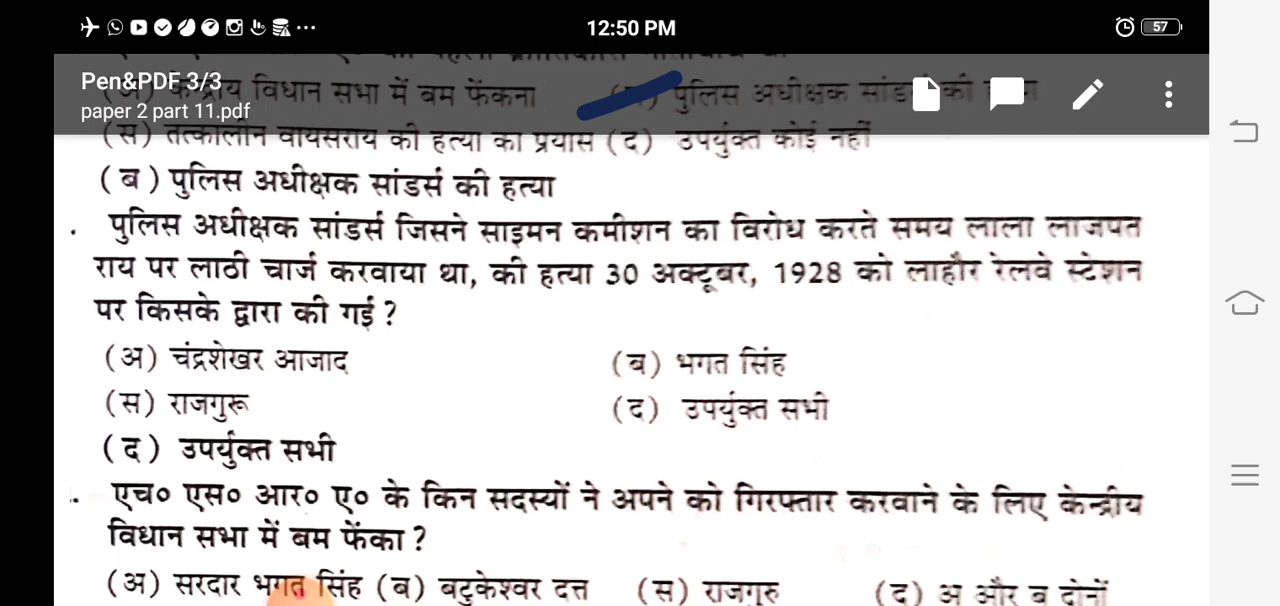 12:50 PM
57
Pen&PDF 3/3
paper 2 part 11.pdf
विधान सभा में बम फेंकना
पुलिस अधीक्षक सांड की
(स) तत्कालीन वायसराय की हत्या का प्रयास (द) उपर्युक्त कोई नहीं
(ब) पुलिस अधीक्षक सांडर्स की हत्या
. पुलिस अधीक्षक सांडर्स जिसने साइमन कमीशन का विरोध करते समय लाला लाजपत
राय पर लाठी चार्ज करवाया था, की हत्या 30 अक्टूबर, 1928 को लाहौर रेलवे स्टेशन
पर किसके द्वारा की गई ?
(अ) चंद्रशेखर आजाद (ब) भगत सिंह
(स) राजगुरू (द) उपर्युक्त सभी
(द) उपर्युक्त सभी
. एच० एस० आर० ए० के किन सदस्यों ने अपने को गिरफ्तार करवाने के लिए केन्द्रीय
विधान सभा में बम फेंका ?
(अ) सरदार भगत सिंह (ब) बटुकेश्वर दत्त (स) राजगुरु (द) अ और ब दोनों